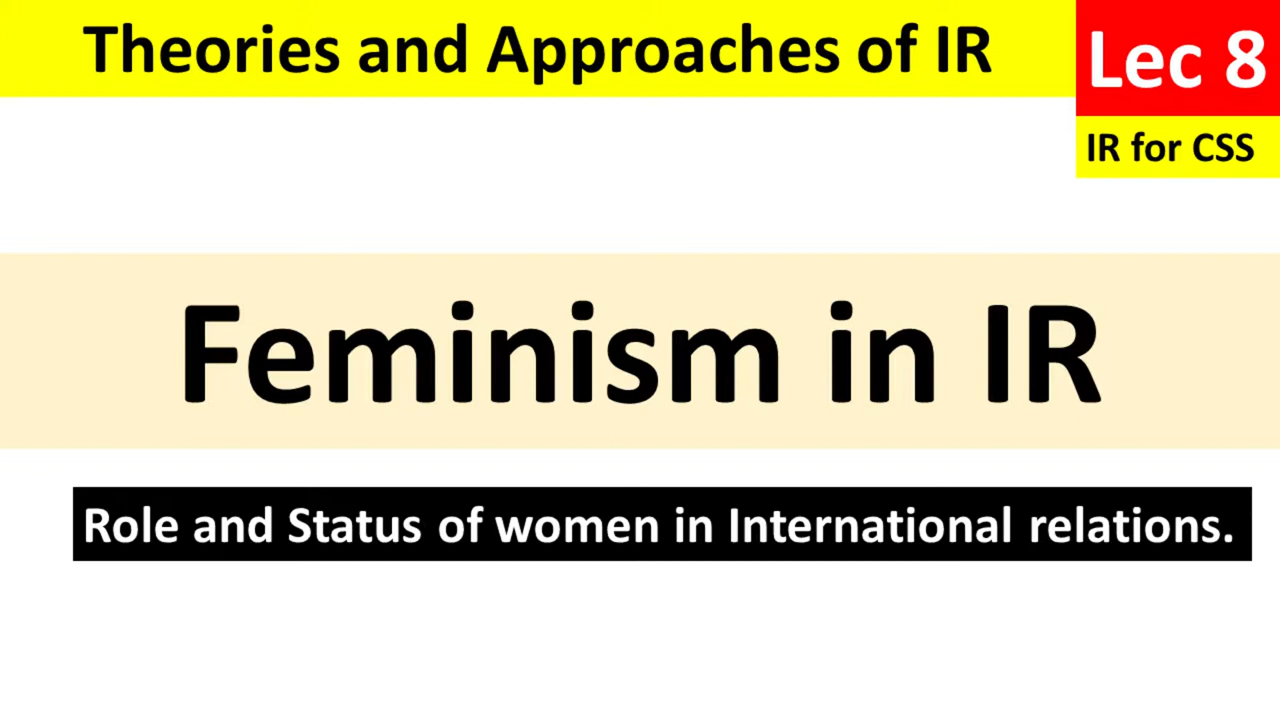 Theories and Approaches of IR
Lec 8
IR for CSS
Feminism in IR
Role and Status of women in International relations.